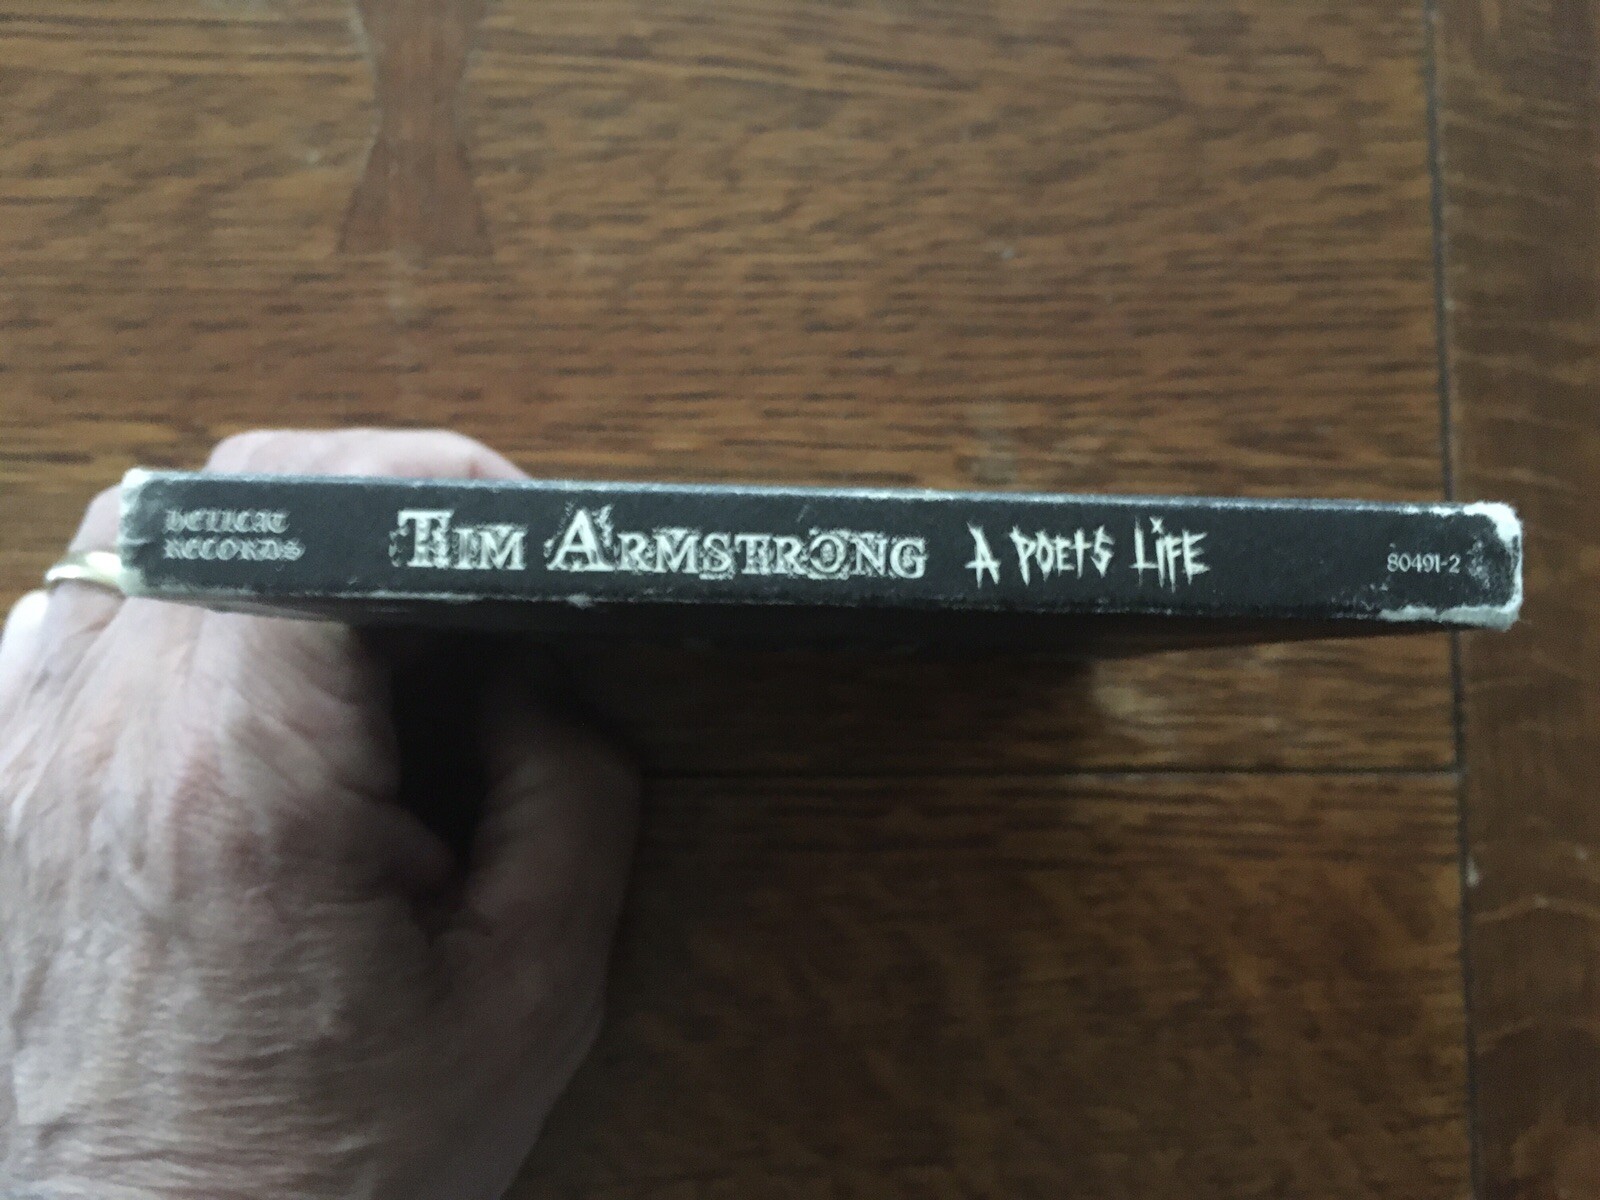 HELLCAT
RECORDS
TIM ARMSTRONG A POETS LIFE
80491-2